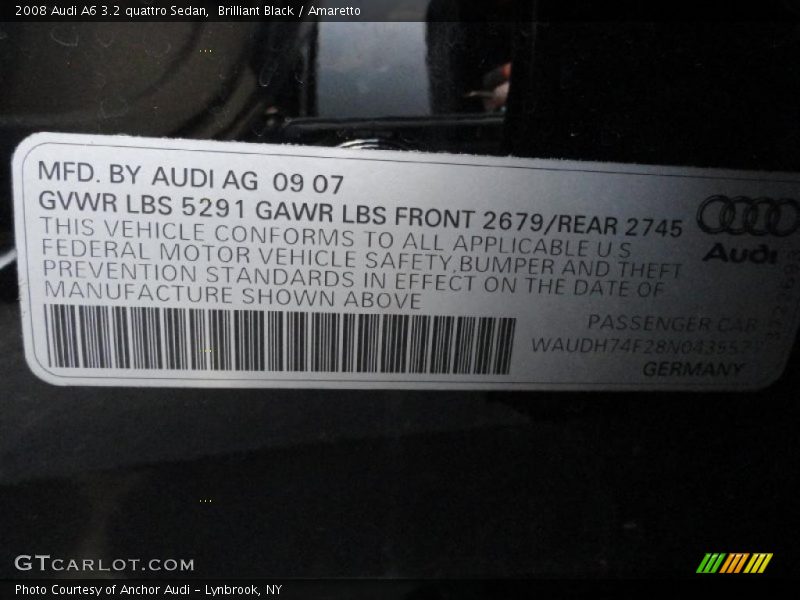 2008 Audi A6 3.2 quattro Sedan,  Brilliant Black / Amaretto
MFD. BY AUDI AG  09 07
GVWR LBS 5291 GAWR LBS FRONT 2679/REAR 2745
THIS VEHICLE CONFORMS TO ALL APPLICABLE U S
FEDERAL MOTOR VEHICLE SAFETY,BUMPER AND THEFT
PREVENTION STANDARDS IN EFFECT ON THE DATE OF
MANUFACTURE SHOWN ABOVE
Audi
PASSENGER CAR
GERMANY
GTCARLOT.COM
Photo Courtesy of Anchor Audi – Lynbrook, NY